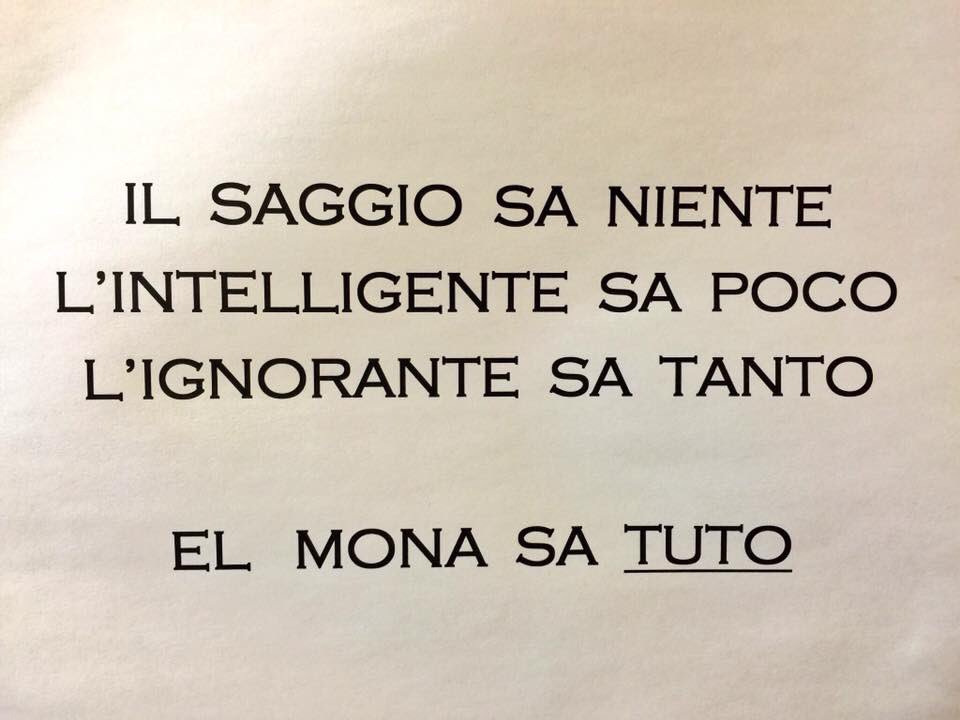 IL SAGGIO SA NIENTE
L'INTELLIGENTE SA POCO
L'IGNORANTE SA TANTO
EL MONA SA TUTO